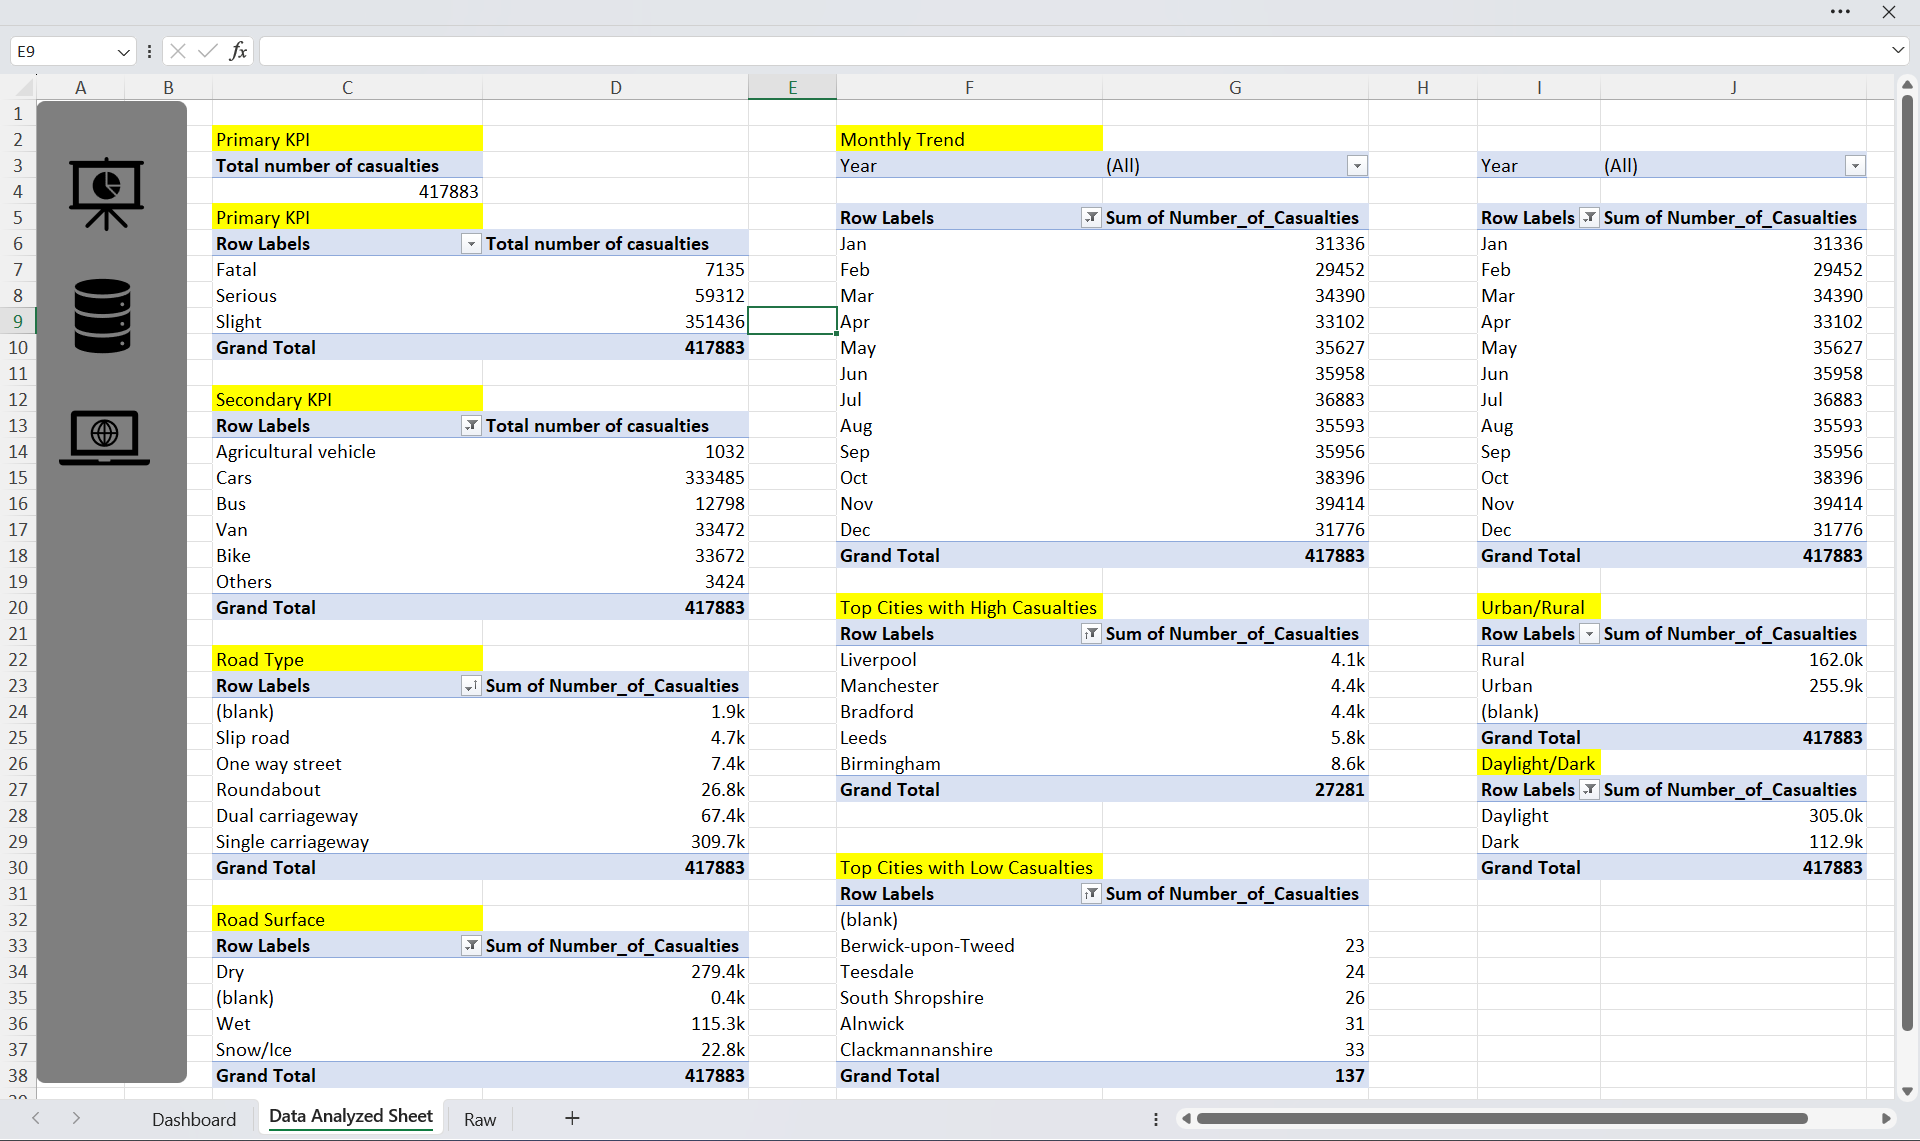 E9
fx
A B C D E F G H I J
1
2 Primary KPI Monthly Trend
3 Total number of casualties Year (All) Year (All)
4 417883
5 Primary KPI Row Labels Sum of Number_of_Casualties Row Labels Sum of Number_of_Casualties
6 Row Labels Total number of casualties Jan 31336 Jan 31336
7 Fatal 7135 Feb 29452 Feb 29452
8 Serious 59312 Mar 34390 Mar 34390
9 Slight 351436 Apr 33102 Apr 33102
10 Grand Total 417883 May 35627 May 35627
11 Jun 35958 Jun 35958
12 Secondary KPI Jul 36883 Jul 36883
13 Row Labels Total number of casualties Aug 35593 Aug 35593
14 Agricultural vehicle 1032 Sep 35956 Sep 35956
15 Cars 333485 Oct 38396 Oct 38396
16 Bus 12798 Nov 39414 Nov 39414
17 Van 33472 Dec 31776 Dec 31776
18 Bike 33672 Grand Total 417883 Grand Total 417883
19 Others 3424
20 Grand Total 417883 Top Cities with High Casualties Urban/Rural
21 Row Labels Sum of Number_of_Casualties Row Labels Sum of Number_of_Casualties
22 Road Type Liverpool 4.1k Rural 162.0k
23 Row Labels Sum of Number_of_Casualties Manchester 4.4k Urban 255.9k
24 (blank) 1.9k Bradford 4.4k (blank)
25 Slip road 4.7k Leeds 5.8k Grand Total 417883
26 One way street 7.4k Birmingham 8.6k Daylight/Dark
27 Roundabout 26.8k Grand Total 27281 Row Labels Sum of Number_of_Casualties
28 Dual carriageway 67.4k Daylight 305.0k
29 Single carriageway 309.7k Dark 112.9k
30 Grand Total 417883 Top Cities with Low Casualties Grand Total 417883
31 Row Labels Sum of Number_of_Casualties
32 Road Surface (blank)
33 Row Labels Sum of Number_of_Casualties Berwick-upon-Tweed 23
34 Dry 279.4k Teesdale 24
35 (blank) 0.4k South Shropshire 26
36 Wet 115.3k Alnwick 31
37 Snow/Ice 22.8k Clackmannanshire 33
38 Grand Total 417883 Grand Total 137
Dashboard Data Analyzed Sheet Raw